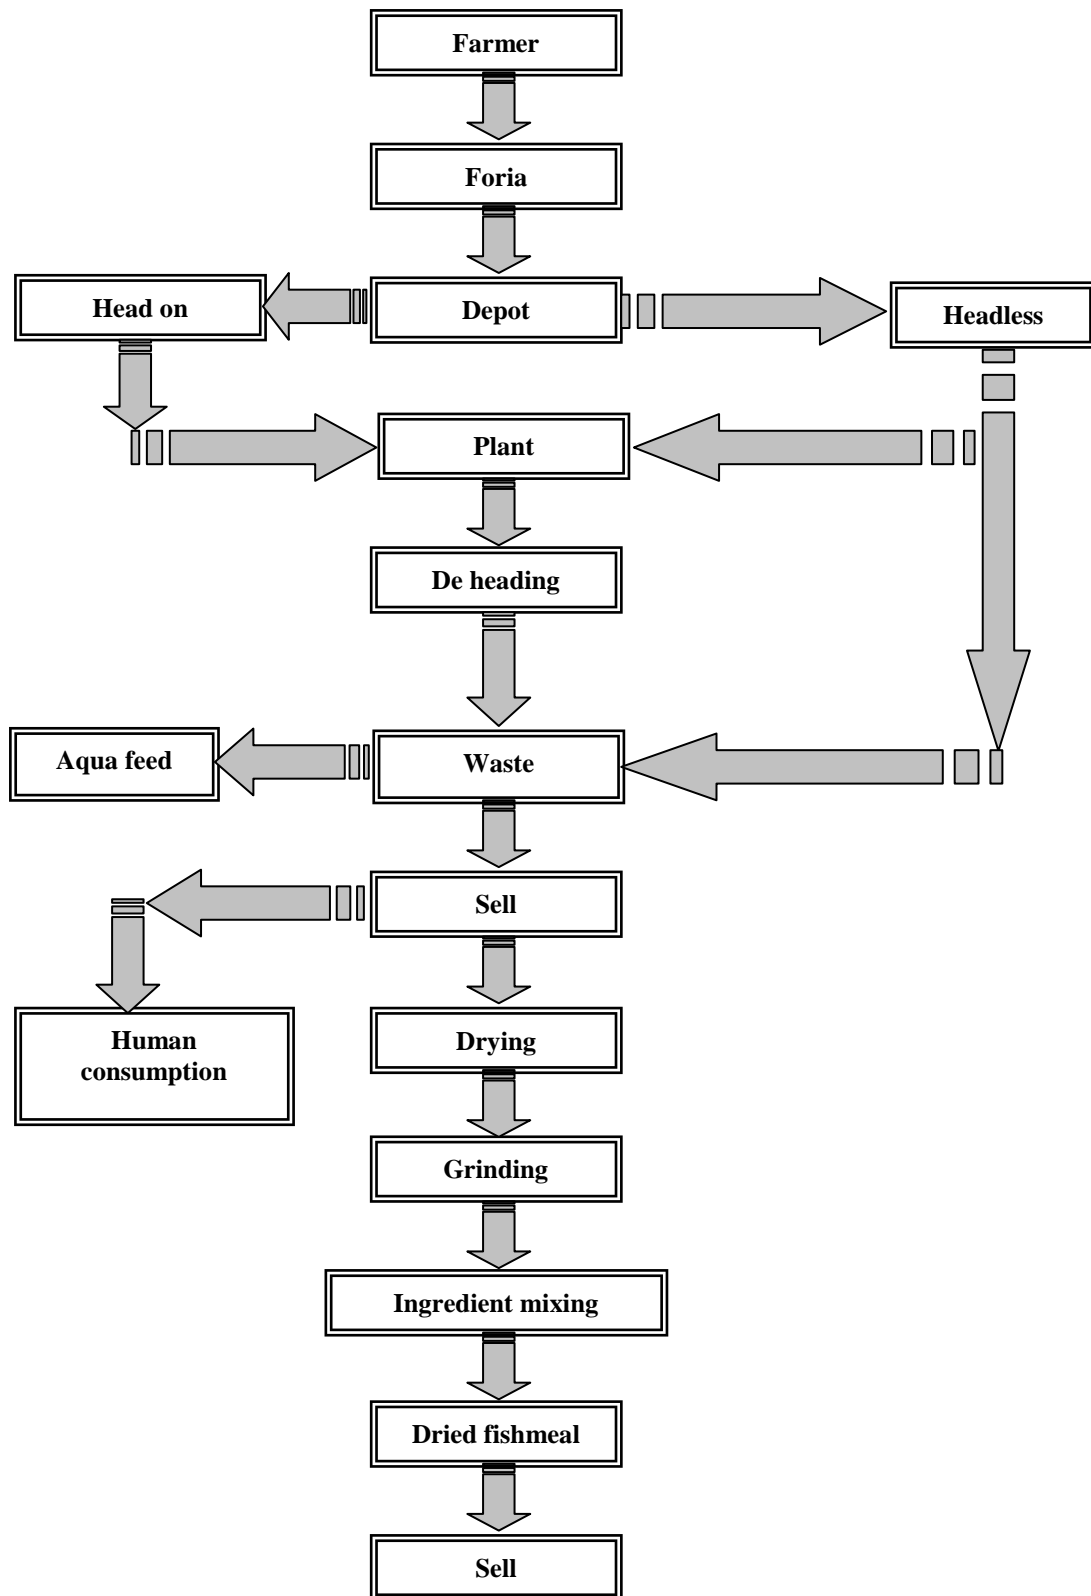 Farmer
Foria
Head on
Depot
Headless
Plant
De heading
Aqua feed
Waste
Sell
Human
consumption
Drying
Grinding
Ingredient mixing
Dried fishmeal
Sell